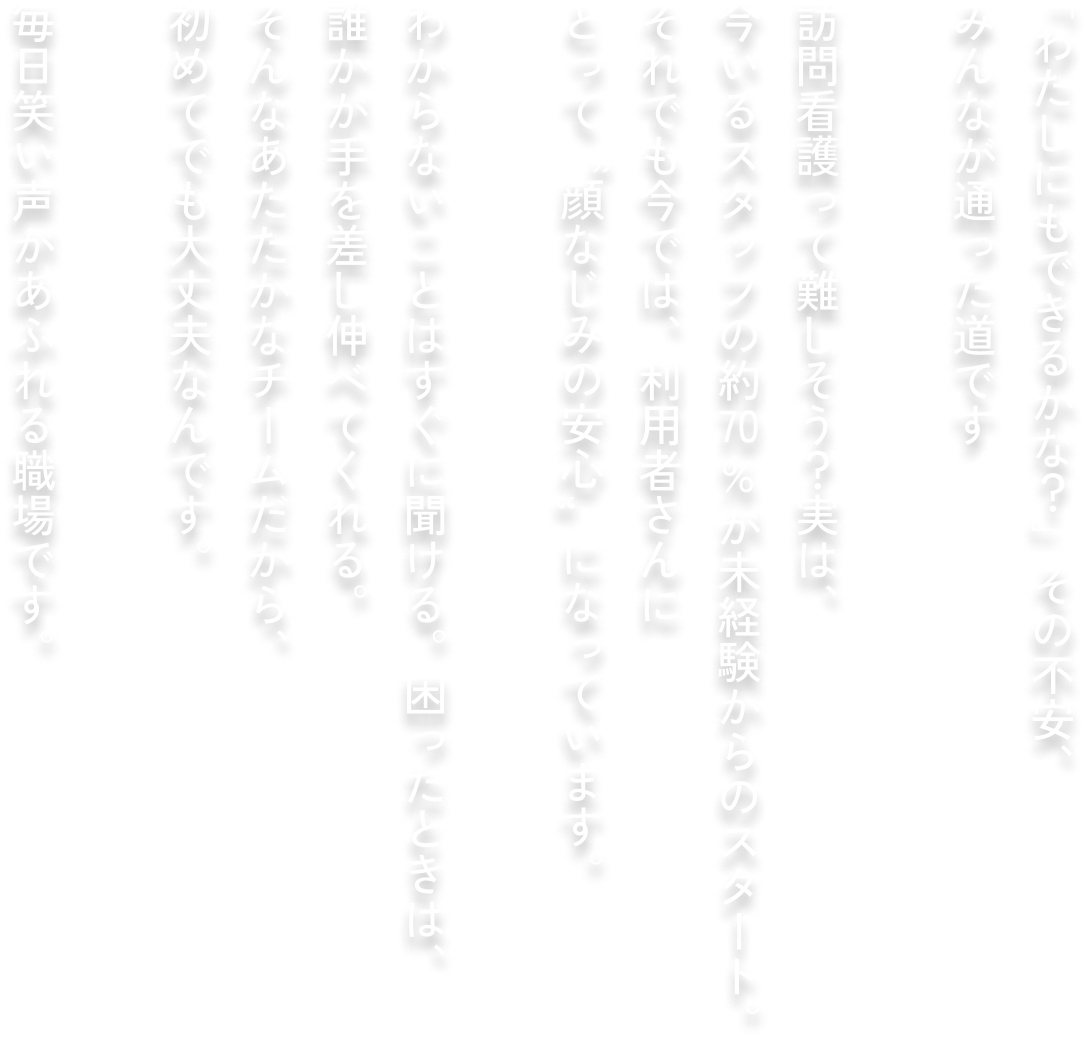 「わたしにもできるかな？」 その不安、
みんなが通った道です
訪問看護って難しそう？実は、
今いるスタッフの約70％が未経験からのスタート。
それでも今では、利用者さんに
とって〝顔なじみの安心〟になっています。
わからないことはすぐに聞ける。困ったときは、
誰かが手を差し伸べてくれる。
そんなあたたかなチームだから、
初めてでも大丈夫なんです。
毎日笑い声があふれる職場です。